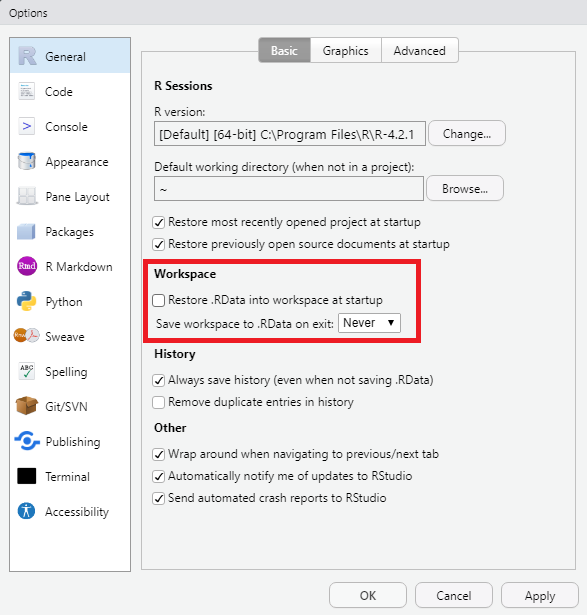 Options
General
Code
Console
Appearance
Pane Layout
Packages
Rmd R Markdown
Python
Rnw Sweave
ABC Spelling
Git/SVN
Publishing
Terminal
Accessibility
Basic Graphics Advanced
R Sessions
R version:
[Default] [64-bit] C:\Program Files\R\R-4.2.1 Change...
Default working directory (when not in a project):
~ Browse...
Restore most recently opened project at startup
Restore previously open source documents at startup
Workspace
Restore .RData into workspace at startup
Save workspace to .RData on exit: Never
History
Always save history (even when not saving .RData)
Remove duplicate entries in history
Other
Wrap around when navigating to previous/next tab
Automatically notify me of updates to RStudio
Send automated crash reports to RStudio
OK Cancel Apply